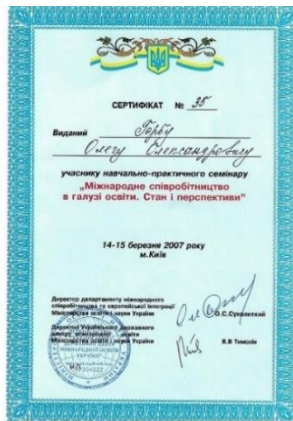 СЕРТИФІКАТ № 35
Виданий Горбу
Олегу Олександровичу
учаснику навчально-практичного семінару
„Міжнародне співробітництво
в галузі освіти. Стан і перспективи"
14-15 березня 2007 року
м.Київ
Директор департаменту міжнародного
співробітництва та європейської інтеграції
Міністерства освіти і науки України
О.С.
Директор Українського державного
центру міжнародної освіти
Міністерства освіти і науки України